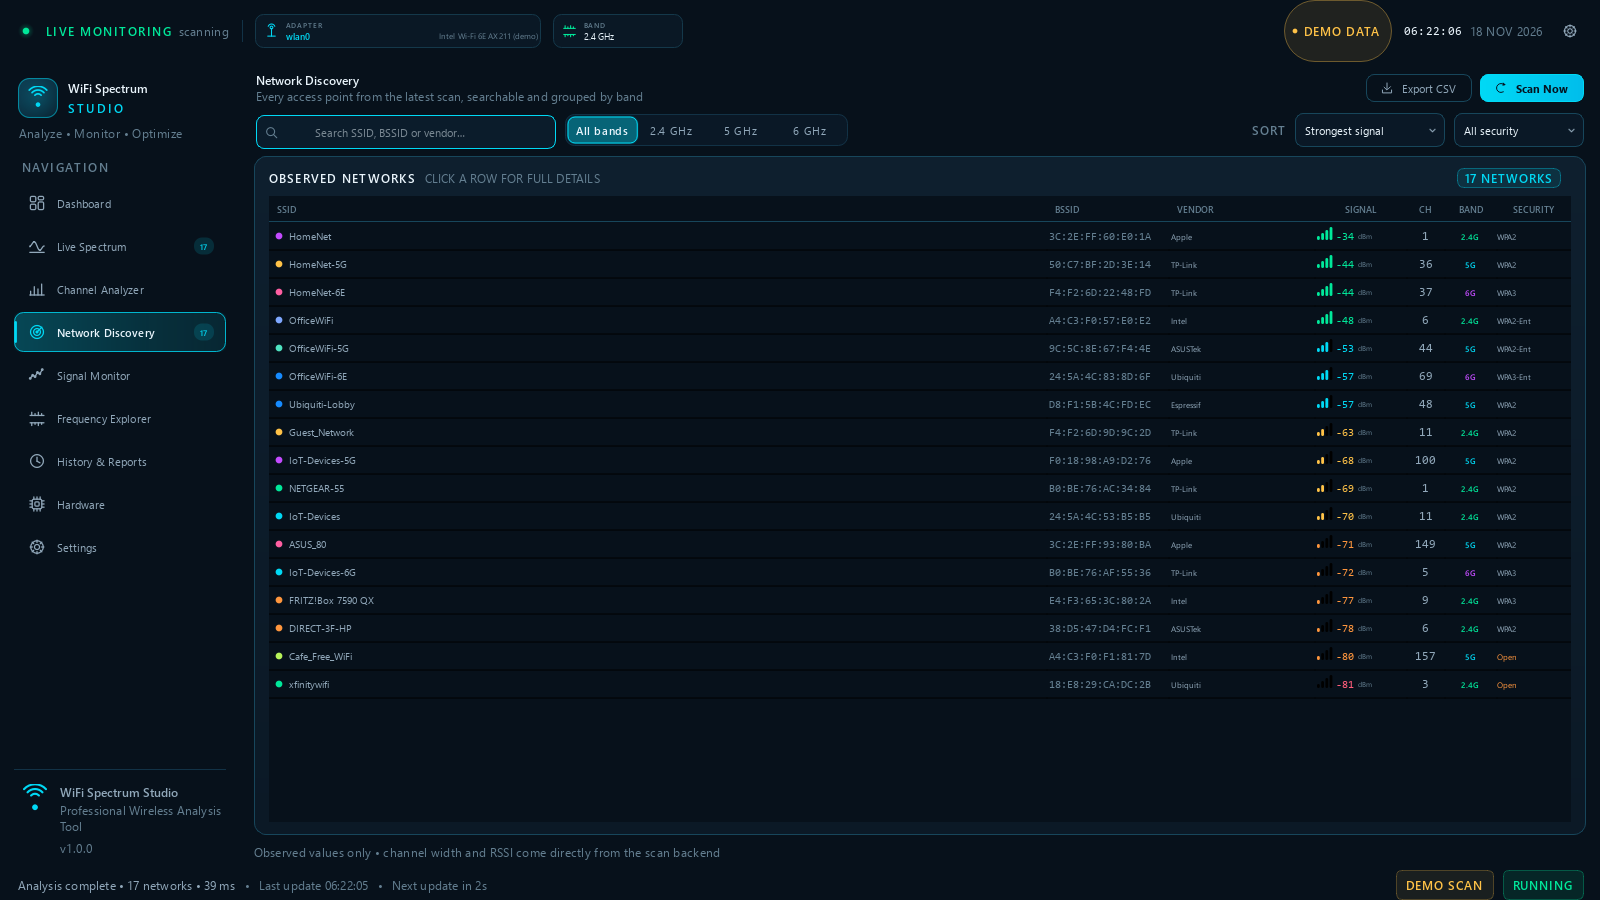 LIVE MONITORING scanning
ADAPTER
wlan0 Intel Wi-Fi 6E AX211 (demo)
BAND
2.4 GHz
DEMO DATA
06:22:06 18 NOV 2026
WiFi Spectrum
STUDIO
Analyze • Monitor • Optimize
NAVIGATION
Dashboard
Live Spectrum 17
Channel Analyzer
Network Discovery 17
Signal Monitor
Frequency Explorer
History & Reports
Hardware
Settings
WiFi Spectrum Studio
Professional Wireless Analysis
Tool
v1.0.0
Network Discovery
Every access point from the latest scan, searchable and grouped by band
Export CSV
Scan Now
Search SSID, BSSID or vendor...
All bands 2.4 GHz 5 GHz 6 GHz
SORT Strongest signal All security
OBSERVED NETWORKS CLICK A ROW FOR FULL DETAILS 17 NETWORKS
SSID BSSID VENDOR SIGNAL CH BAND SECURITY
HomeNet 3C:2E:FF:60:E0:1A Apple -34 dBm 1 2.4G WPA2
HomeNet-5G 50:C7:BF:2D:3E:14 TP-Link -44 dBm 36 5G WPA2
HomeNet-6E F4:F2:6D:22:48:FD TP-Link -44 dBm 37 6G WPA3
OfficeWiFi A4:C3:F0:57:E0:E2 Intel -48 dBm 6 2.4G WPA2-Ent
OfficeWiFi-5G 9C:5C:8E:67:F4:4E ASUSTek -53 dBm 44 5G WPA2-Ent
OfficeWiFi-6E 24:5A:4C:83:8D:6F Ubiquiti -57 dBm 69 6G WPA3-Ent
Ubiquiti-Lobby D8:F1:5B:4C:FD:EC Espressif -57 dBm 48 5G WPA2
Guest_Network F4:F2:6D:9D:9C:2D TP-Link -63 dBm 11 2.4G WPA2
IoT-Devices-5G F0:18:98:A9:D2:76 Apple -68 dBm 100 5G WPA2
NETGEAR-55 B0:BE:76:AC:34:84 TP-Link -69 dBm 1 2.4G WPA2
IoT-Devices 24:5A:4C:53:B5:B5 Ubiquiti -70 dBm 11 2.4G WPA2
ASUS_80 3C:2E:FF:93:80:BA Apple -71 dBm 149 5G WPA2
IoT-Devices-6G B0:BE:76:AF:55:36 TP-Link -72 dBm 5 6G WPA3
FRITZ!Box 7590 QX E4:F3:65:3C:80:2A Intel -77 dBm 9 2.4G WPA3
DIRECT-3F-HP 38:D5:47:D4:FC:F1 ASUSTek -78 dBm 6 2.4G WPA2
Cafe_Free_WiFi A4:C3:F0:F1:81:7D Intel -80 dBm 157 5G Open
xfinitywifi 18:E8:29:CA:DC:2B Ubiquiti -81 dBm 3 2.4G Open
Observed values only • channel width and RSSI come directly from the scan backend
Analysis complete • 17 networks • 39 ms • Last update 06:22:05 • Next update in 2s
DEMO SCAN RUNNING